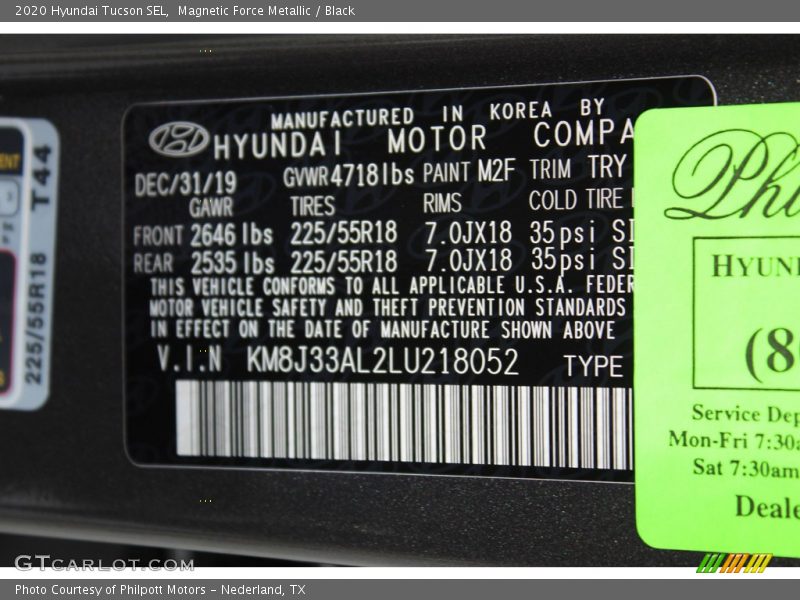 2020 Hyundai Tucson SEL,  Magnetic Force Metallic / Black
MANUFACTURED IN KOREA BY
HYUNDAI MOTOR
DEC/31/19 GVWR4718lbs PAINT M2F TRIM TRY
GAWR TIRES RIMS COLD TIRE
FRONT 2646 lbs 225/55R18 7.0JX18 35psi
REAR 2535 lbs 225/55R18 7.0JX18 35psi
THIS VEHICLE CONFORMS TO ALL APPLICABLE U.S.A. FEDER
MOTOR VEHICLE SAFETY AND THEFT PREVENTION STANDARDS
IN EFFECT ON THE DATE OF MANUFACTURE SHOWN ABOVE
V.I.N KM8J33AL2LU218052 TYPE
T44
225/55R18
Phi
HYUN
(8
Service Dep
Mon-Fri 7:30a
Sat 7:30am
Deale
GTCARLOT.COM
Photo Courtesy of Philpott Motors - Nederland, TX